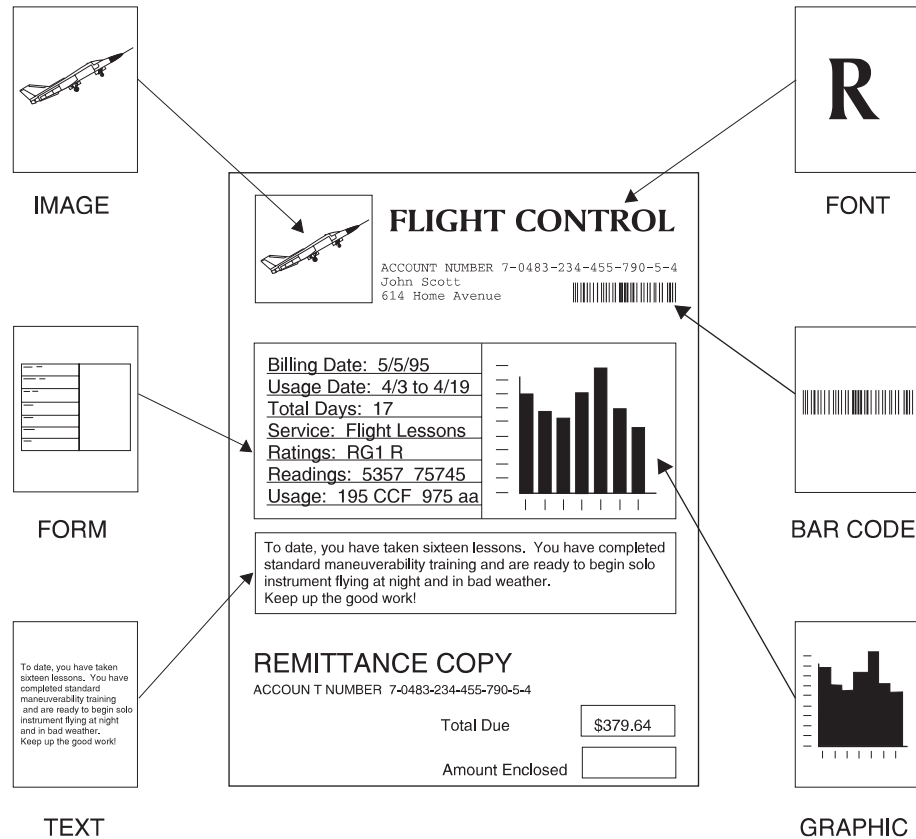 R
IMAGE
FONT
FLIGHT CONTROL
ACCOUNT NUMBER 7-0483-234-455-790-5-4
John Scott
614 Home Avenue
Billing Date: 5/5/95
Usage Date: 4/3 to 4/19
Total Days: 17
Service: Flight Lessons
Ratings: RG1 R
Readings: 5357 75745
Usage: 195 CCF 975 aa
FORM
BAR CODE
To date, you have taken sixteen lessons. You have completed
standard maneuverability training and are ready to begin solo
instrument flying at night and in bad weather.
Keep up the good work!
To date, you have taken
sixteen lessons. You have
completed standard
maneuverability training
and are ready to begin solo
instrument flying at night
and in bad weather.
Keep up the good work!
REMITTANCE COPY
ACCOUN T NUMBER 7-0483-234-455-790-5-4
Total Due
$379.64
Amount Enclosed
TEXT
GRAPHIC